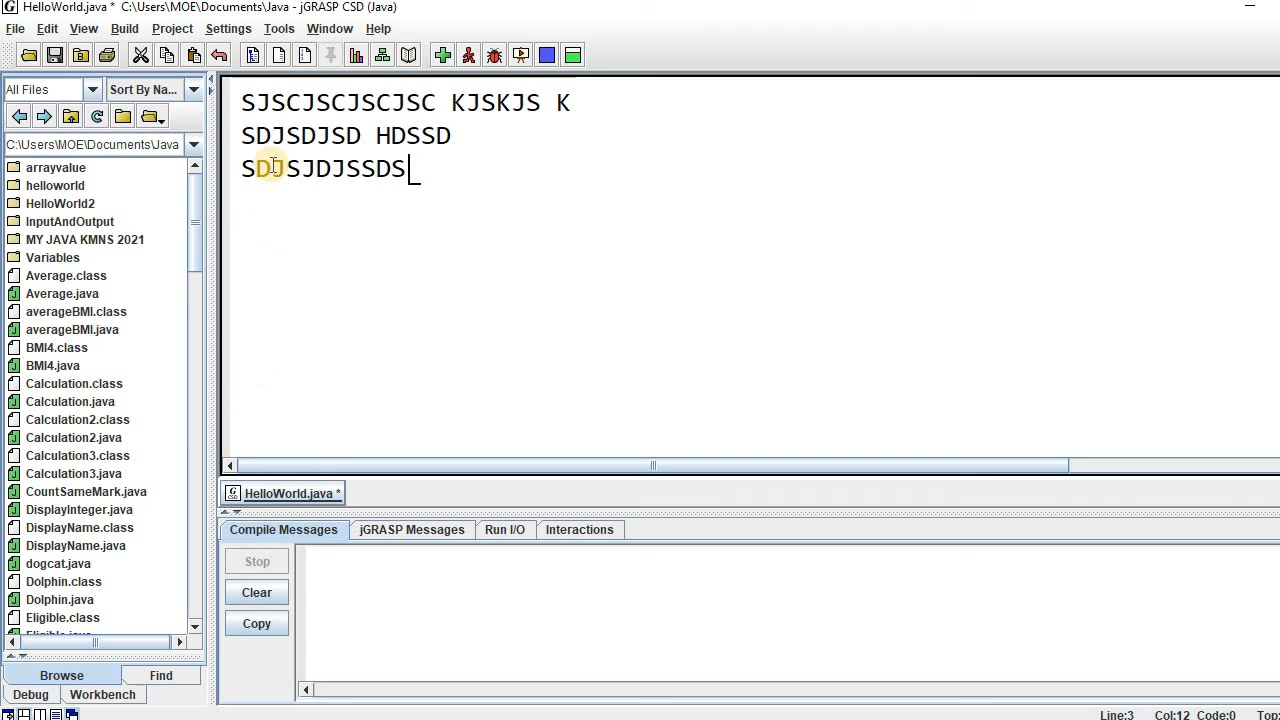 HelloWorld.java * C:\Users\MOE\Documents\Java - jGRASP CSD (Java)
File Edit View Build Project Settings Tools Window Help
All Files Sort By Na...
C:\Users\MOE\Documents\Java
arrayvalue
helloworld
HelloWorld2
InputAndOutput
MY JAVA KMNS 2021
Variables
Average.class
Average.java
averageBMI.class
averageBMI.java
BMI4.class
BMI4.java
Calculation.class
Calculation.java
Calculation2.class
Calculation2.java
Calculation3.class
Calculation3.java
CountSameMark.java
DisplayInteger.java
DisplayName.class
DisplayName.java
dogcat.java
Dolphin.class
Dolphin.java
Eligible.class
Eligible.java
Browse Find
Debug Workbench
SJSCJSCJSCJSC KJSKJS K
SDJSDJSD HDSSD
SDJSJDJSSDS
HelloWorld.java *
Compile Messages jGRASP Messages Run I/O Interactions
Stop
Clear
Copy
Line:3 Col:12 Code:0 Top: